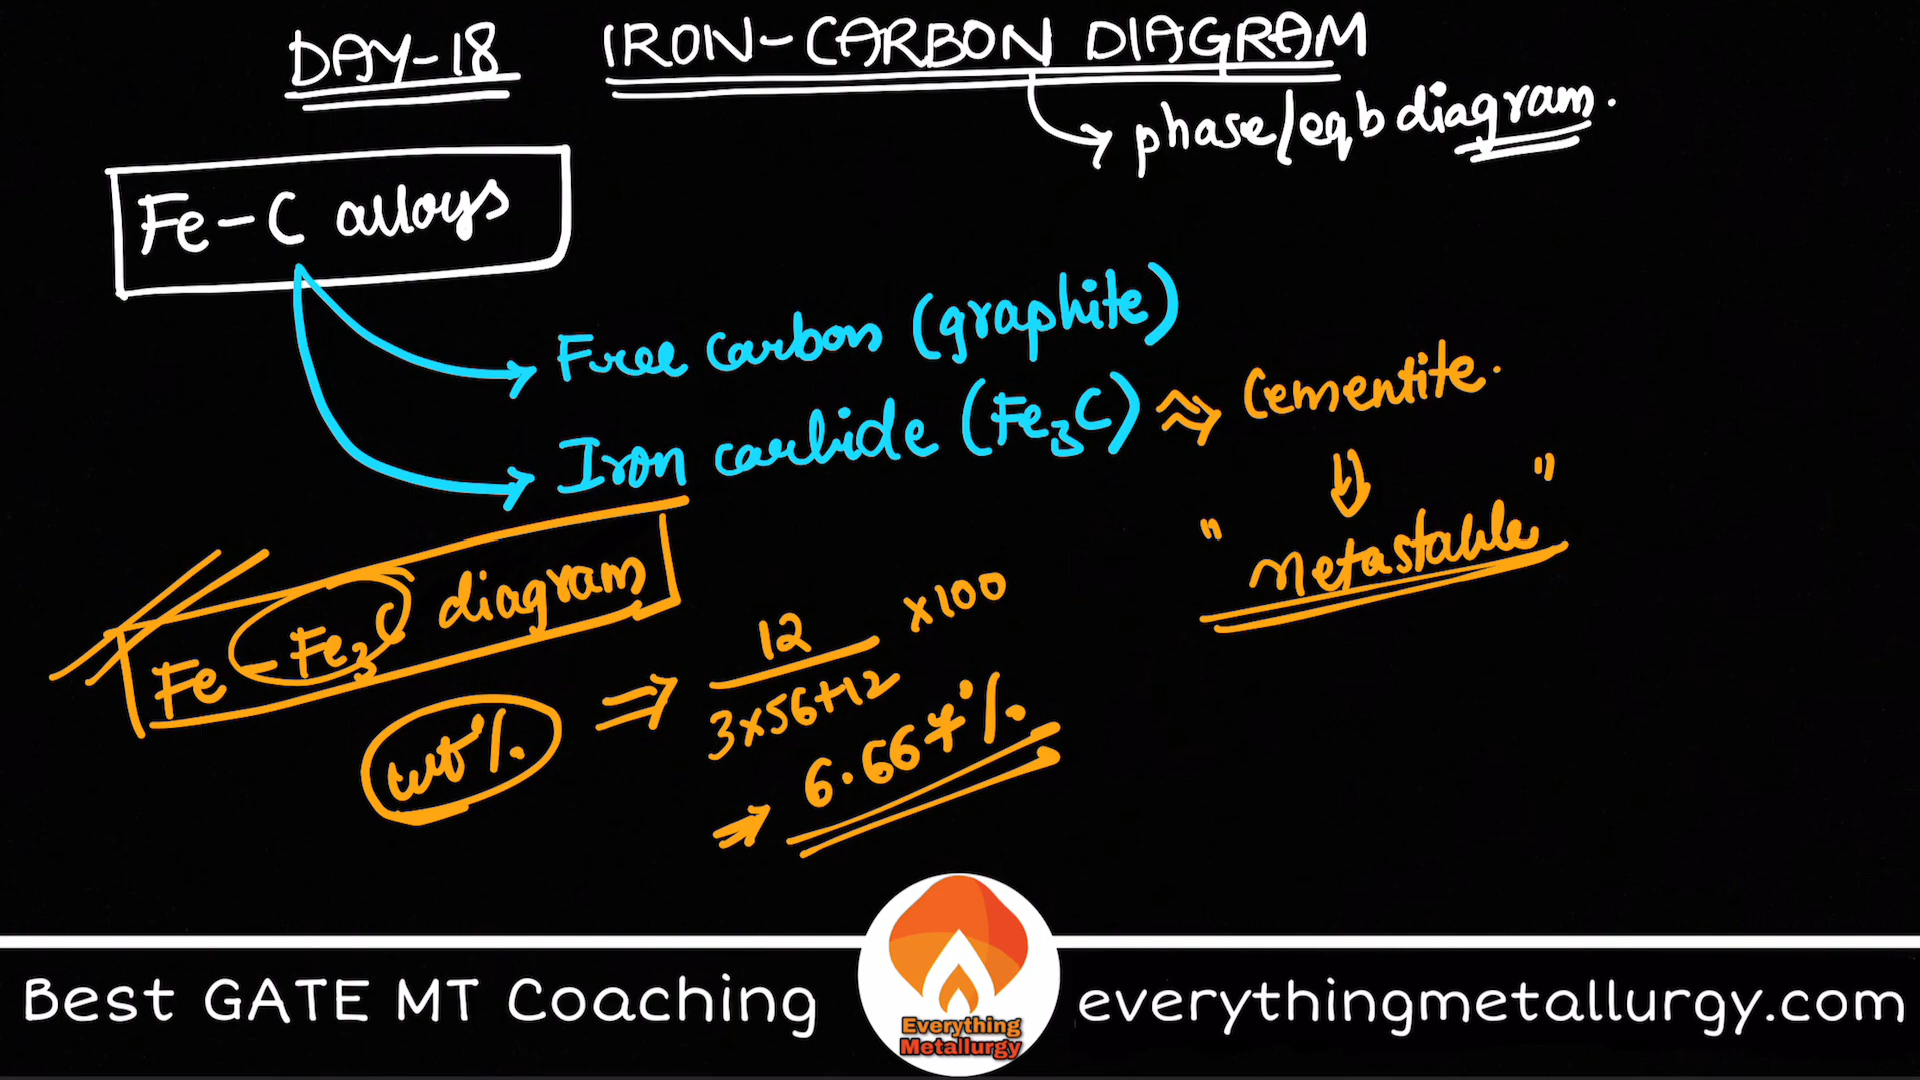 DAY-18 IRON-CARBON DIAGRAM
phase/eqb diagram.
Fe-C alloys
Free carbon (graphite)
Iron carbide (Fe3C) Cementite.
"Metastable"
Fe-Fe3C diagram
wt%. ⇒ 12 ×100
3×56+12
⇒ 6.667%.
Best GATE MT Coaching
Everything
Metallurgy
everythingmetallurgy.com